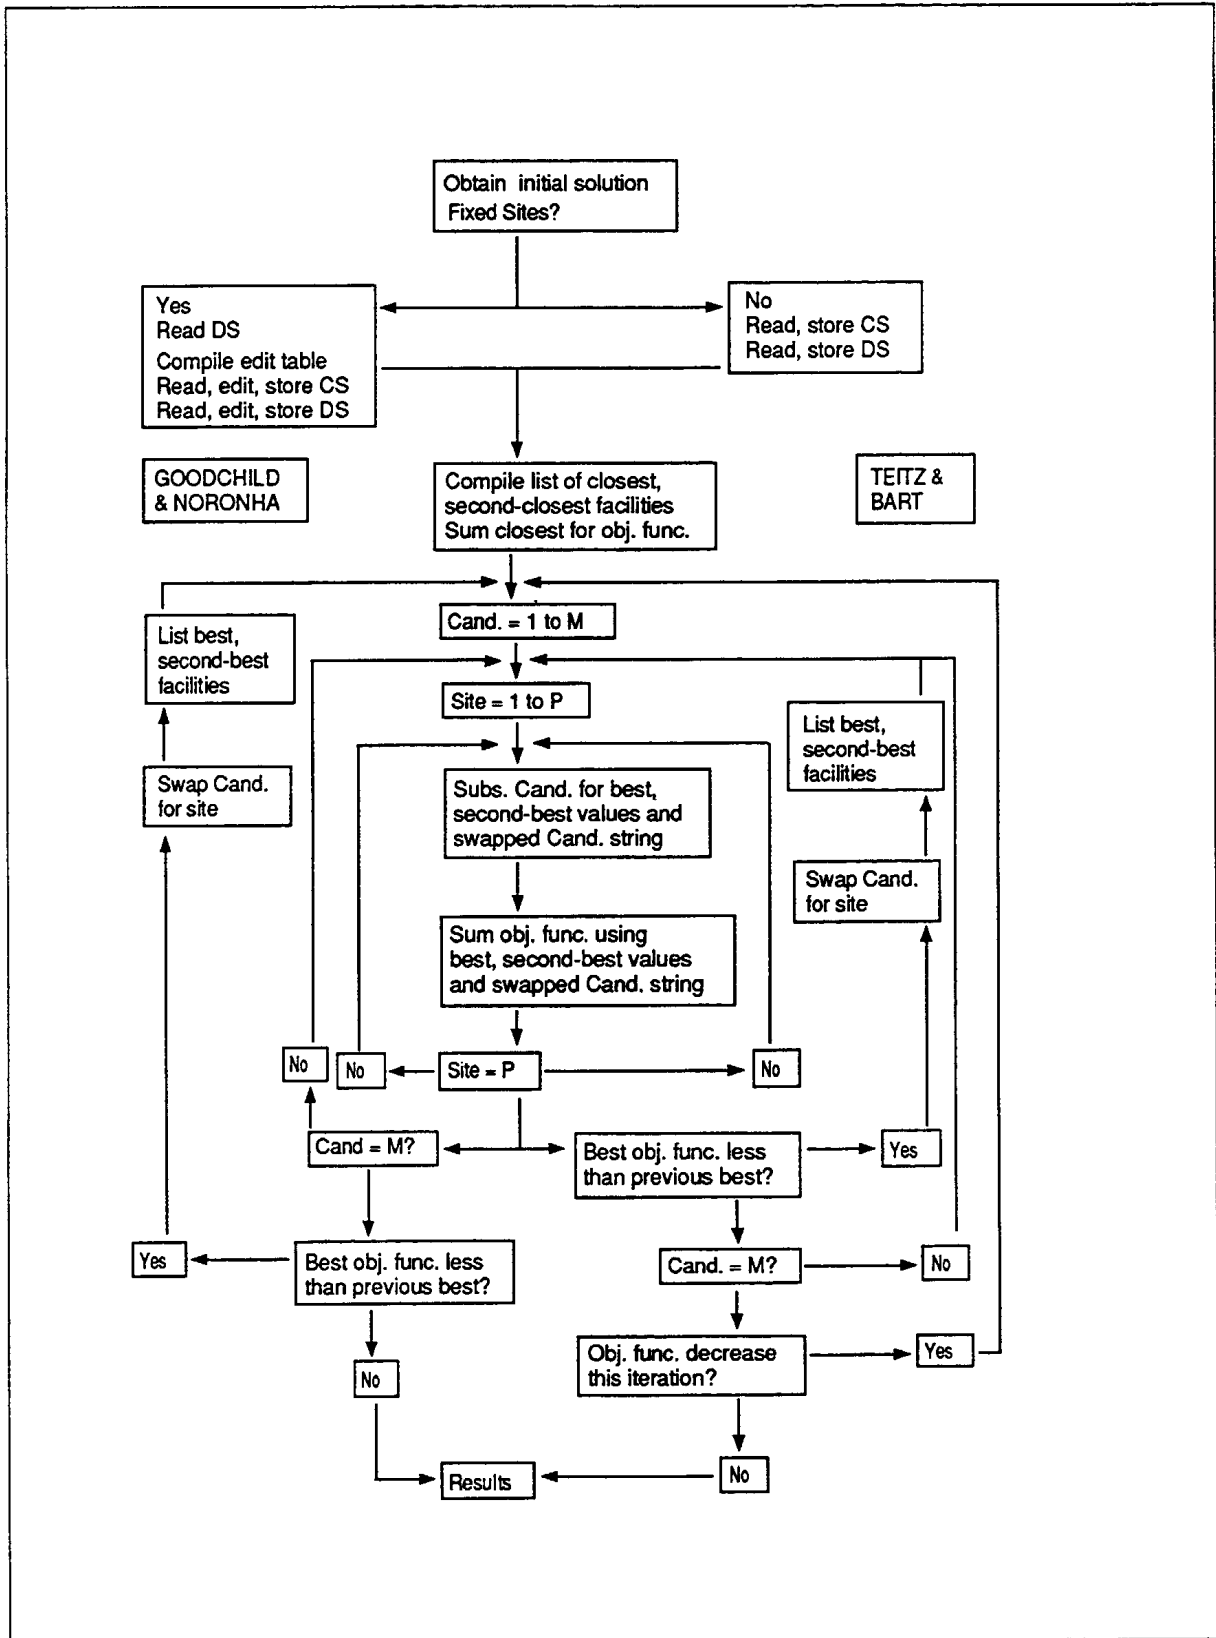 Obtain initial solution
Fixed Sites?
Yes
Read DS
Compile edit table
Read, edit, store CS
Read, edit, store DS
No
Read, store CS
Read, store DS
GOODCHILD
& NORONHA
Compile list of closest,
second-closest facilities
Sum closest for obj. func.
TEITZ &
BART
Cand. = 1 to M
List best,
second-best
facilities
Site = 1 to P
List best,
second-best
facilities
Swap Cand.
for site
Subs. Cand. for best,
second-best values and
swapped Cand. string
Swap Cand.
for site
Sum obj. func. using
best, second-best values
and swapped Cand. string
No
No
Site = P
No
Cand = M?
Best obj. func. less
than previous best?
Yes
Yes
Best obj. func. less
than previous best?
Cand. = M?
No
Obj. func. decrease
this iteration?
Yes
No
Results
No